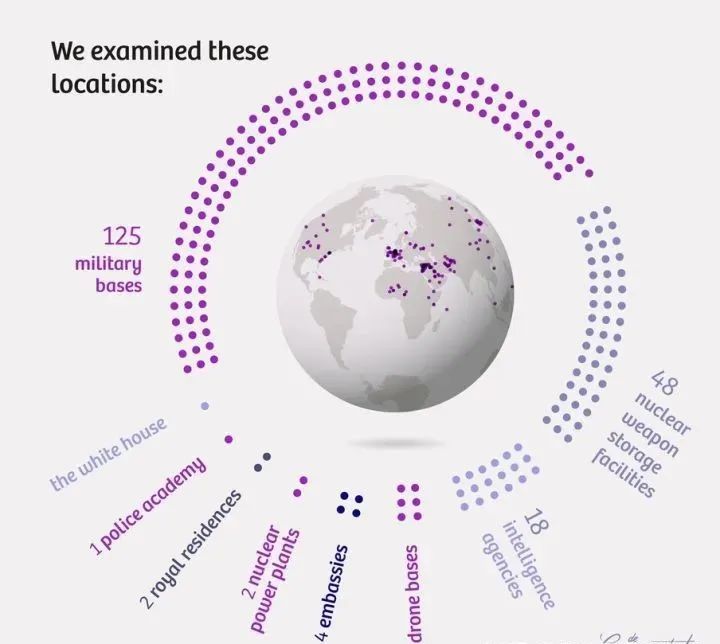 We examined these
locations:
125
military
bases
48
nuclear
weapon
storage
facilities
18
intelligence
agencies
drone bases
4 embassies
2 nuclear
power plants
2 royal residences
1 police academy
the white house